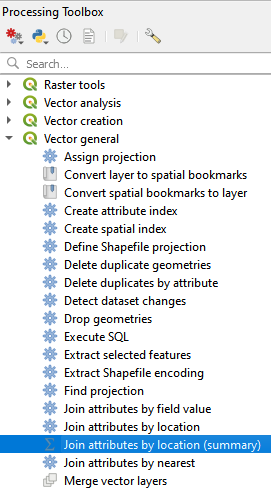 Processing Toolbox
Search...
Raster tools
Vector analysis
Vector creation
Vector general
Assign projection
Convert layer to spatial bookmarks
Convert spatial bookmarks to layer
Create attribute index
Create spatial index
Define Shapefile projection
Delete duplicate geometries
Delete duplicates by attribute
Detect dataset changes
Drop geometries
Execute SQL
Extract selected features
Extract Shapefile encoding
Find projection
Join attributes by field value
Join attributes by location
Join attributes by location (summary)
Join attributes by nearest
Merge vector layers